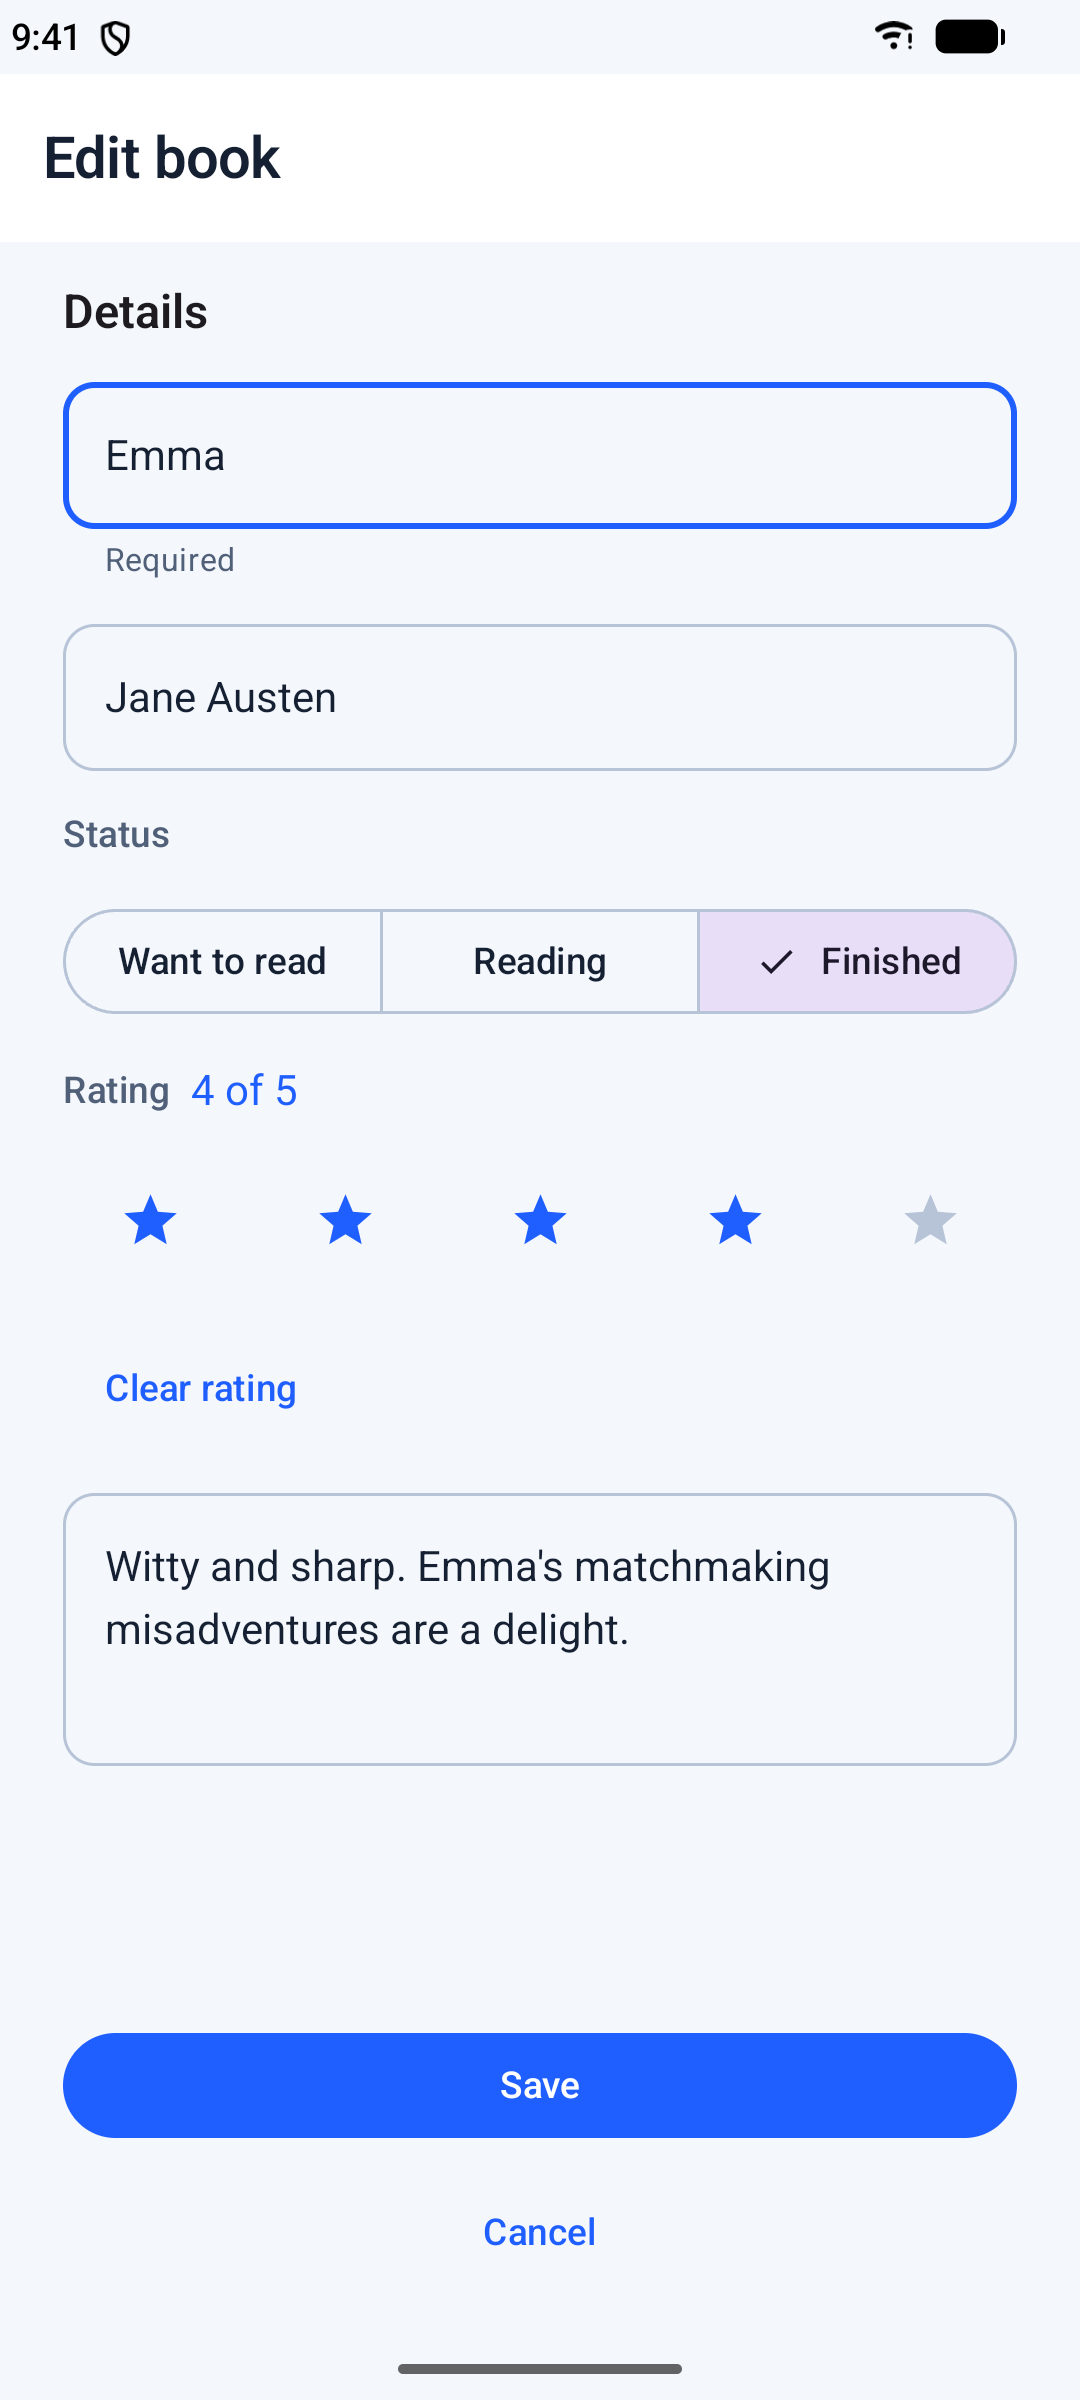 9:41
Edit book
Details
Emma
Required
Jane Austen
Status
Want to read
Reading
Finished
Rating 4 of 5
Clear rating
Witty and sharp. Emma's matchmaking
misadventures are a delight.
Save
Cancel